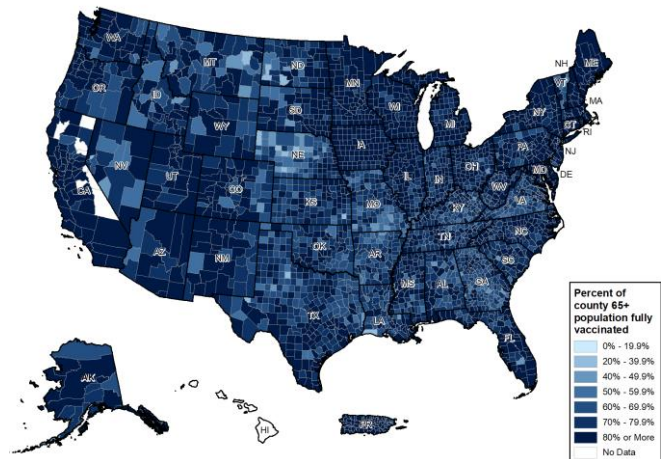 WA
MT
ND
MN
OR
ID
SD
WI
WY
NE
IA
MI
NV
UT
CO
CA
KS
MO
IL
IN
OH
PA
NY
VT
NH
ME
MA
CT
RI
NJ
DE
MD
WV
VA
KY
AZ
NM
OK
AR
TN
NC
SC
TX
LA
MS
AL
GA
FL
AK
HI
PR
Percent of
county 65+
population fully
vaccinated
0% - 19.9%
20% - 39.9%
40% - 49.9%
50% - 59.9%
60% - 69.9%
70% - 79.9%
80% or More
No Data